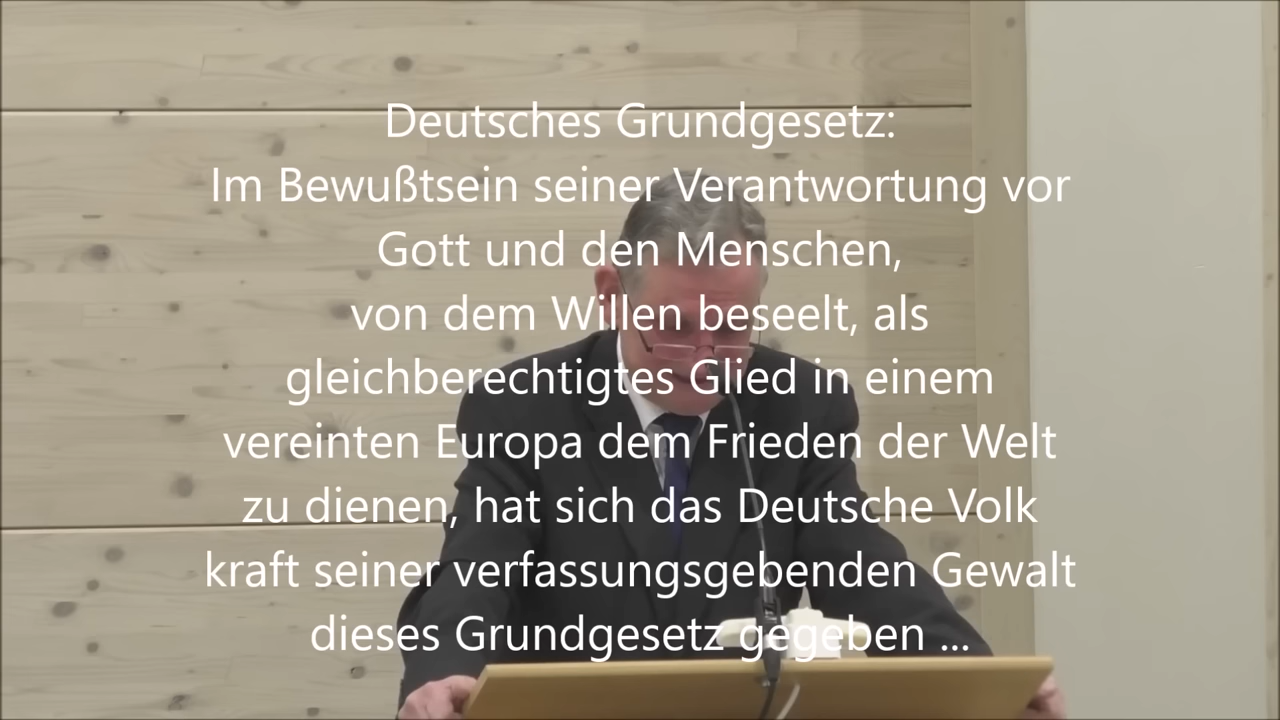 Deutsches Grundgesetz:
Im Bewußtsein seiner Verantwortung vor
Gott und den Menschen,
von dem Willen beseelt, als
gleichberechtigtes Glied in einem
vereinten Europa dem Frieden der Welt
zu dienen, hat sich das Deutsche Volk
kraft seiner verfassungsgebenden Gewalt
dieses Grundgesetz gegeben ...